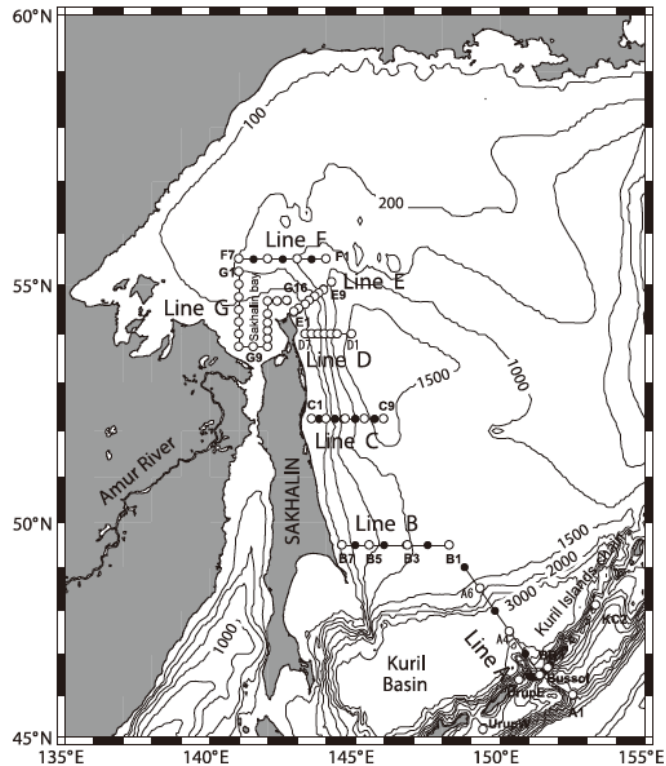 60°N
100
200
F7
Line F
F1
G1
55°N
G16
Line E
E9
Line G
Sakhalin bay
E1
D7
D1
G9
Line D
1500
1000
C1
C9
Line C
Amur River
SAKHALIN
50°N
Line B
B7
B5
B3
B1
1500
2000
A6
3000
Kuril Islands Chain
KC2
1000
Line A
Kuril
Basin
Bussol
A1
UrupW
45°N
135°E
140°E
145°E
150°E
155°E